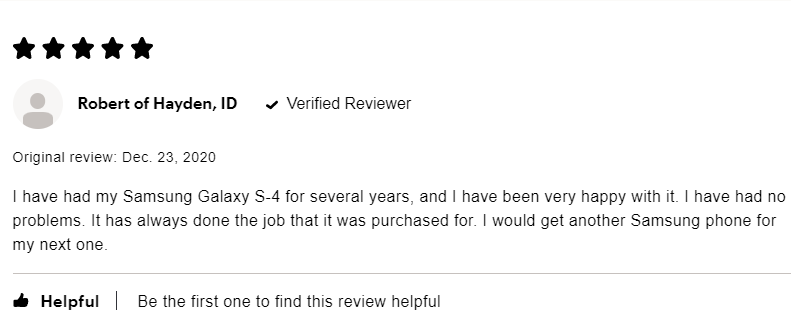 Robert of Hayden, ID Verified Reviewer
Original review: Dec. 23, 2020
I have had my Samsung Galaxy S-4 for several years, and I have been very happy with it. I have had no
problems. It has always done the job that it was purchased for. I would get another Samsung phone for
my next one.
Helpful Be the first one to find this review helpful